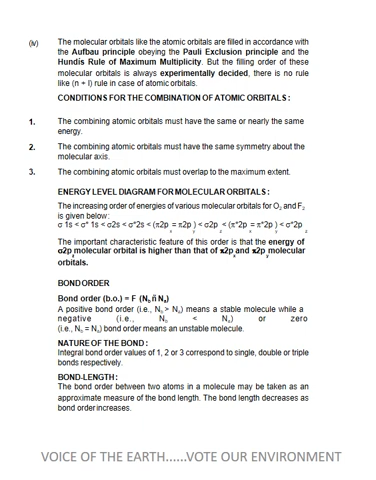 (iv) The molecular orbitals like the atomic orbitals are filled in accordance with
the Aufbau principle obeying the Pauli Exclusion principle and the
Hundís Rule of Maximum Multiplicity. But the filling order of these
molecular orbitals is always experimentally decided, there is no rule
like (n + l) rule in case of atomic orbitals.
CONDITIONS FOR THE COMBINATION OF ATOMIC ORBITALS :
1. The combining atomic orbitals must have the same or nearly the same
energy.
2. The combining atomic orbitals must have the same symmetry about the
molecular axis.
3. The combining atomic orbitals must overlap to the maximum extent.
ENERGY LEVEL DIAGRAM FOR MOLECULAR ORBITALS :
The increasing order of energies of various molecular orbitals for O2 and F2
is given below :
σ 1s < σ* 1s < σ2s < σ*2s < (π2p = π2p ) < σ2p < (π*2p = π*2p ) < σ*2p
x y z x y z
The important characteristic feature of this order is that the energy of
σ2p molecular orbital is higher than that of π2p and π2p molecular
z x y
orbitals.
BOND ORDER
Bond order (b.o.) = F (Nb ñ Na)
A positive bond order (i.e., Nb > Na) means a stable molecule while a
negative (i.e., Nb < Na) or zero
(i.e., Nb = Na) bond order means an unstable molecule.
NATURE OF THE BOND :
Integral bond order values of 1, 2 or 3 correspond to single, double or triple
bonds respectively.
BOND-LENGTH :
The bond order between two atoms in a molecule may be taken as an
approximate measure of the bond length. The bond length decreases as
bond order increases.
VOICE OF THE EARTH......VOTE OUR ENVIRONMENT